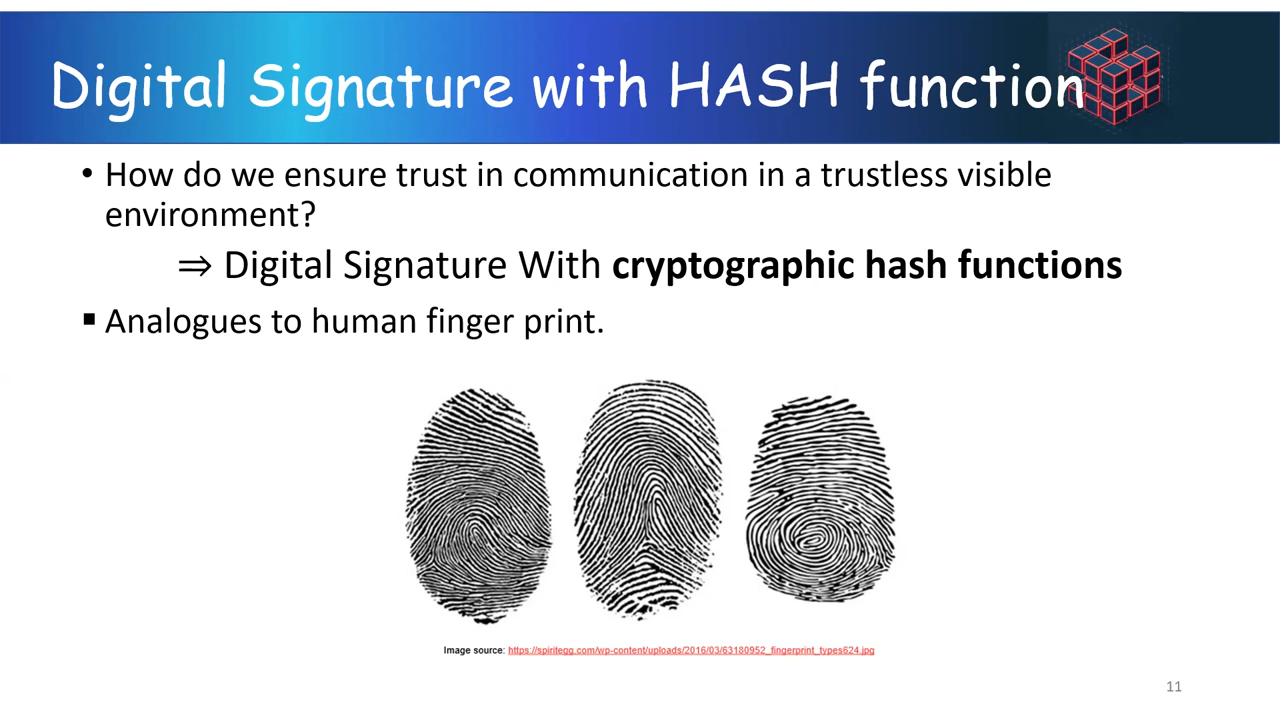 Digital Signature with HASH function
• How do we ensure trust in communication in a trustless visible
environment?
⇒ Digital Signature With cryptographic hash functions
▪ Analogues to human finger print.
Image source: https://spiritegg.com/wp-content/uploads/2016/03/63180952_fingerprint_types624.jpg
11